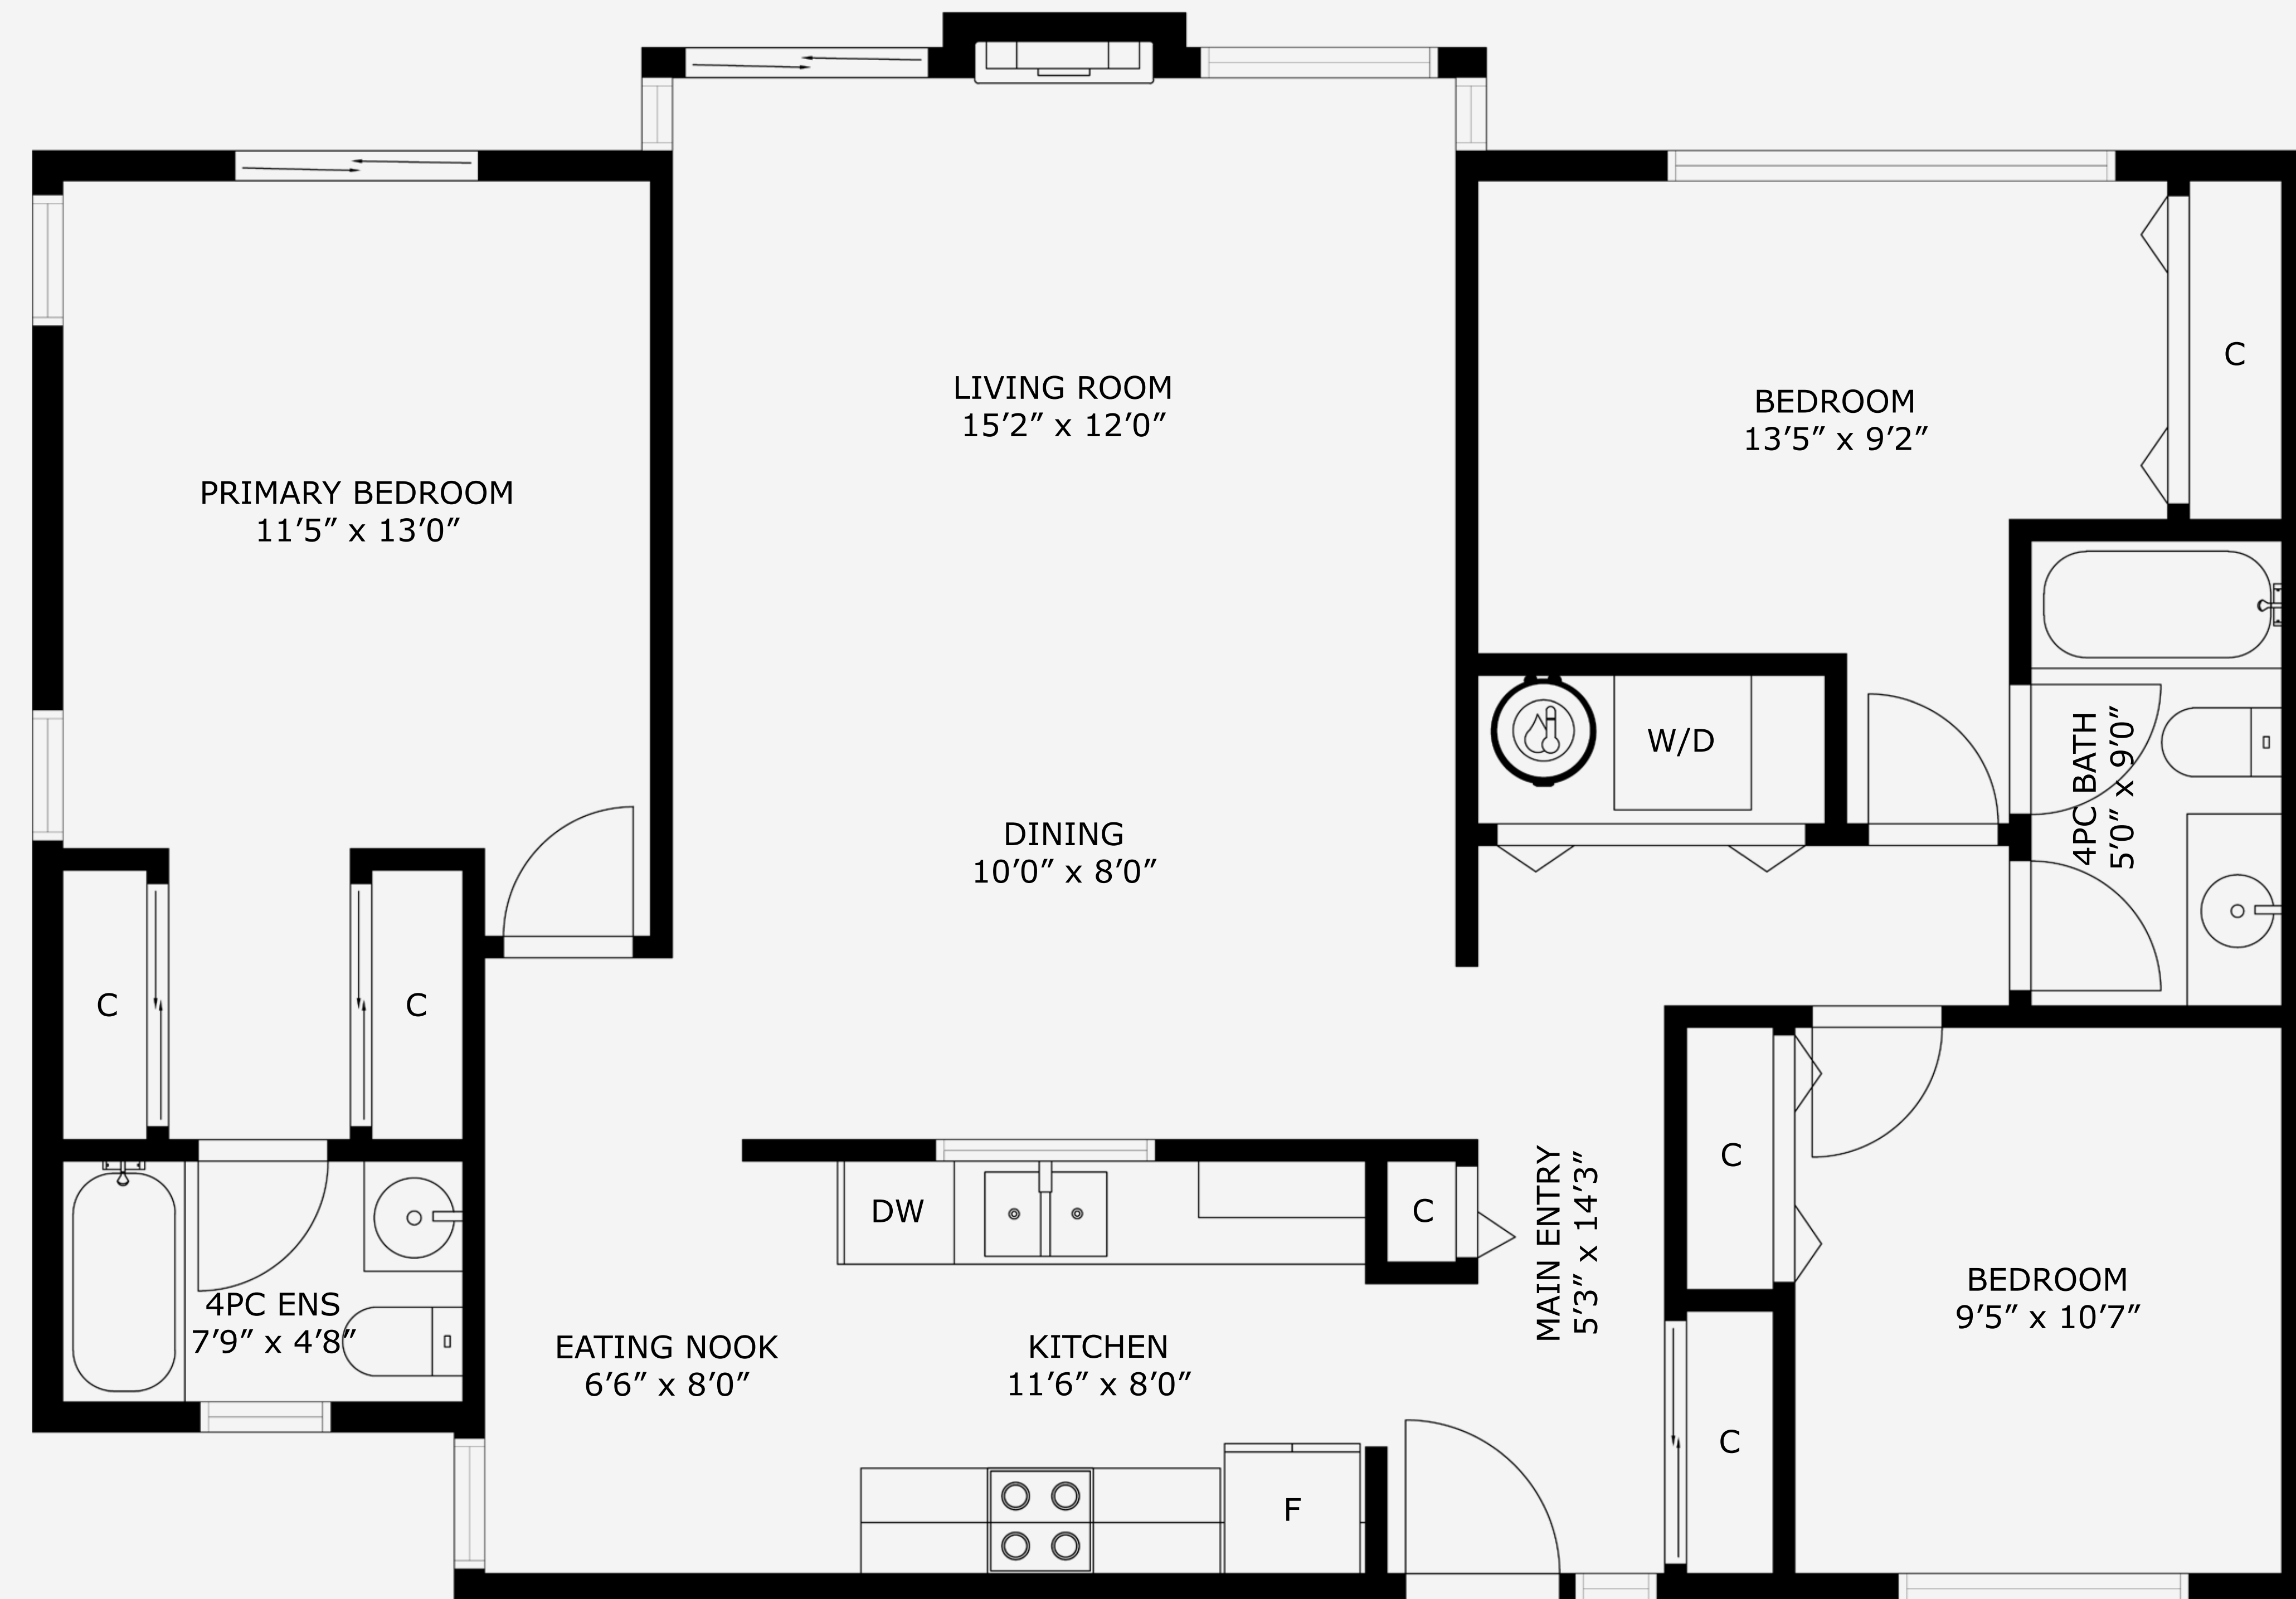 LIVING ROOM
15’2” x 12’0”
BEDROOM
13’5” x 9’2”
C
PRIMARY BEDROOM
11’5” x 13’0”
W/D
4PC BATH
5’0” x 9’0”
DINING
10’0” x 8’0”
C
C
C
DW
C
MAIN ENTRY
5’3” x 14’3”
BEDROOM
9’5” x 10’7”
4PC ENS
7’9” x 4’8”
EATING NOOK
6’6” x 8’0”
KITCHEN
11’6” x 8’0”
C
F